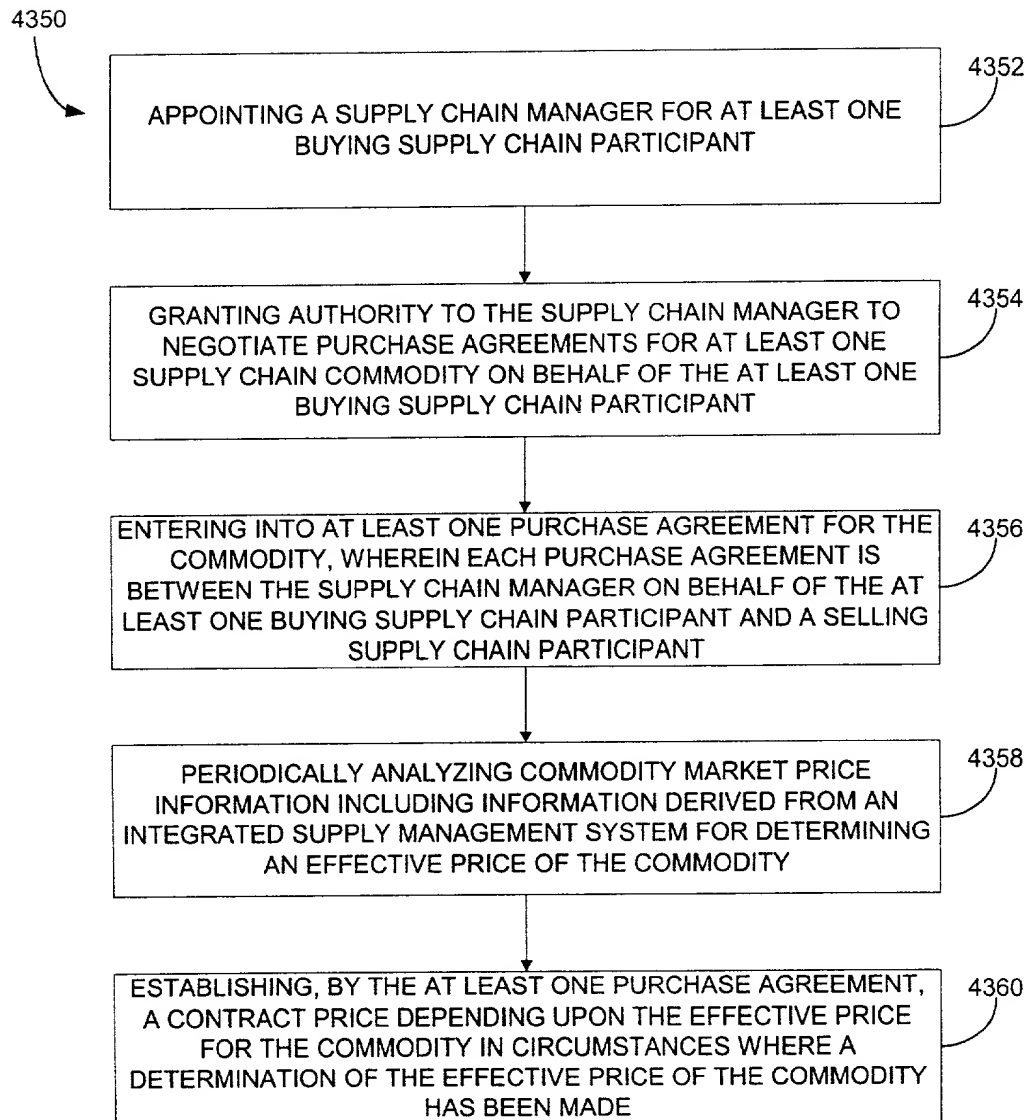 4350
4352
APPOINTING A SUPPLY CHAIN MANAGER FOR AT LEAST ONE
BUYING SUPPLY CHAIN PARTICIPANT
4354
GRANTING AUTHORITY TO THE SUPPLY CHAIN MANAGER TO
NEGOTIATE PURCHASE AGREEMENTS FOR AT LEAST ONE
SUPPLY CHAIN COMMODITY ON BEHALF OF THE AT LEAST ONE
BUYING SUPPLY CHAIN PARTICIPANT
4356
ENTERING INTO AT LEAST ONE PURCHASE AGREEMENT FOR THE
COMMODITY, WHEREIN EACH PURCHASE AGREEMENT IS
BETWEEN THE SUPPLY CHAIN MANAGER ON BEHALF OF THE AT
LEAST ONE BUYING SUPPLY CHAIN PARTICIPANT AND A SELLING
SUPPLY CHAIN PARTICIPANT
4358
PERIODICALLY ANALYZING COMMODITY MARKET PRICE
INFORMATION INCLUDING INFORMATION DERIVED FROM AN
INTEGRATED SUPPLY MANAGEMENT SYSTEM FOR DETERMINING
AN EFFECTIVE PRICE OF THE COMMODITY
4360
ESTABLISHING, BY THE AT LEAST ONE PURCHASE AGREEMENT,
A CONTRACT PRICE DEPENDING UPON THE EFFECTIVE PRICE
FOR THE COMMODITY IN CIRCUMSTANCES WHERE A
DETERMINATION OF THE EFFECTIVE PRICE OF THE COMMODITY
HAS BEEN MADE